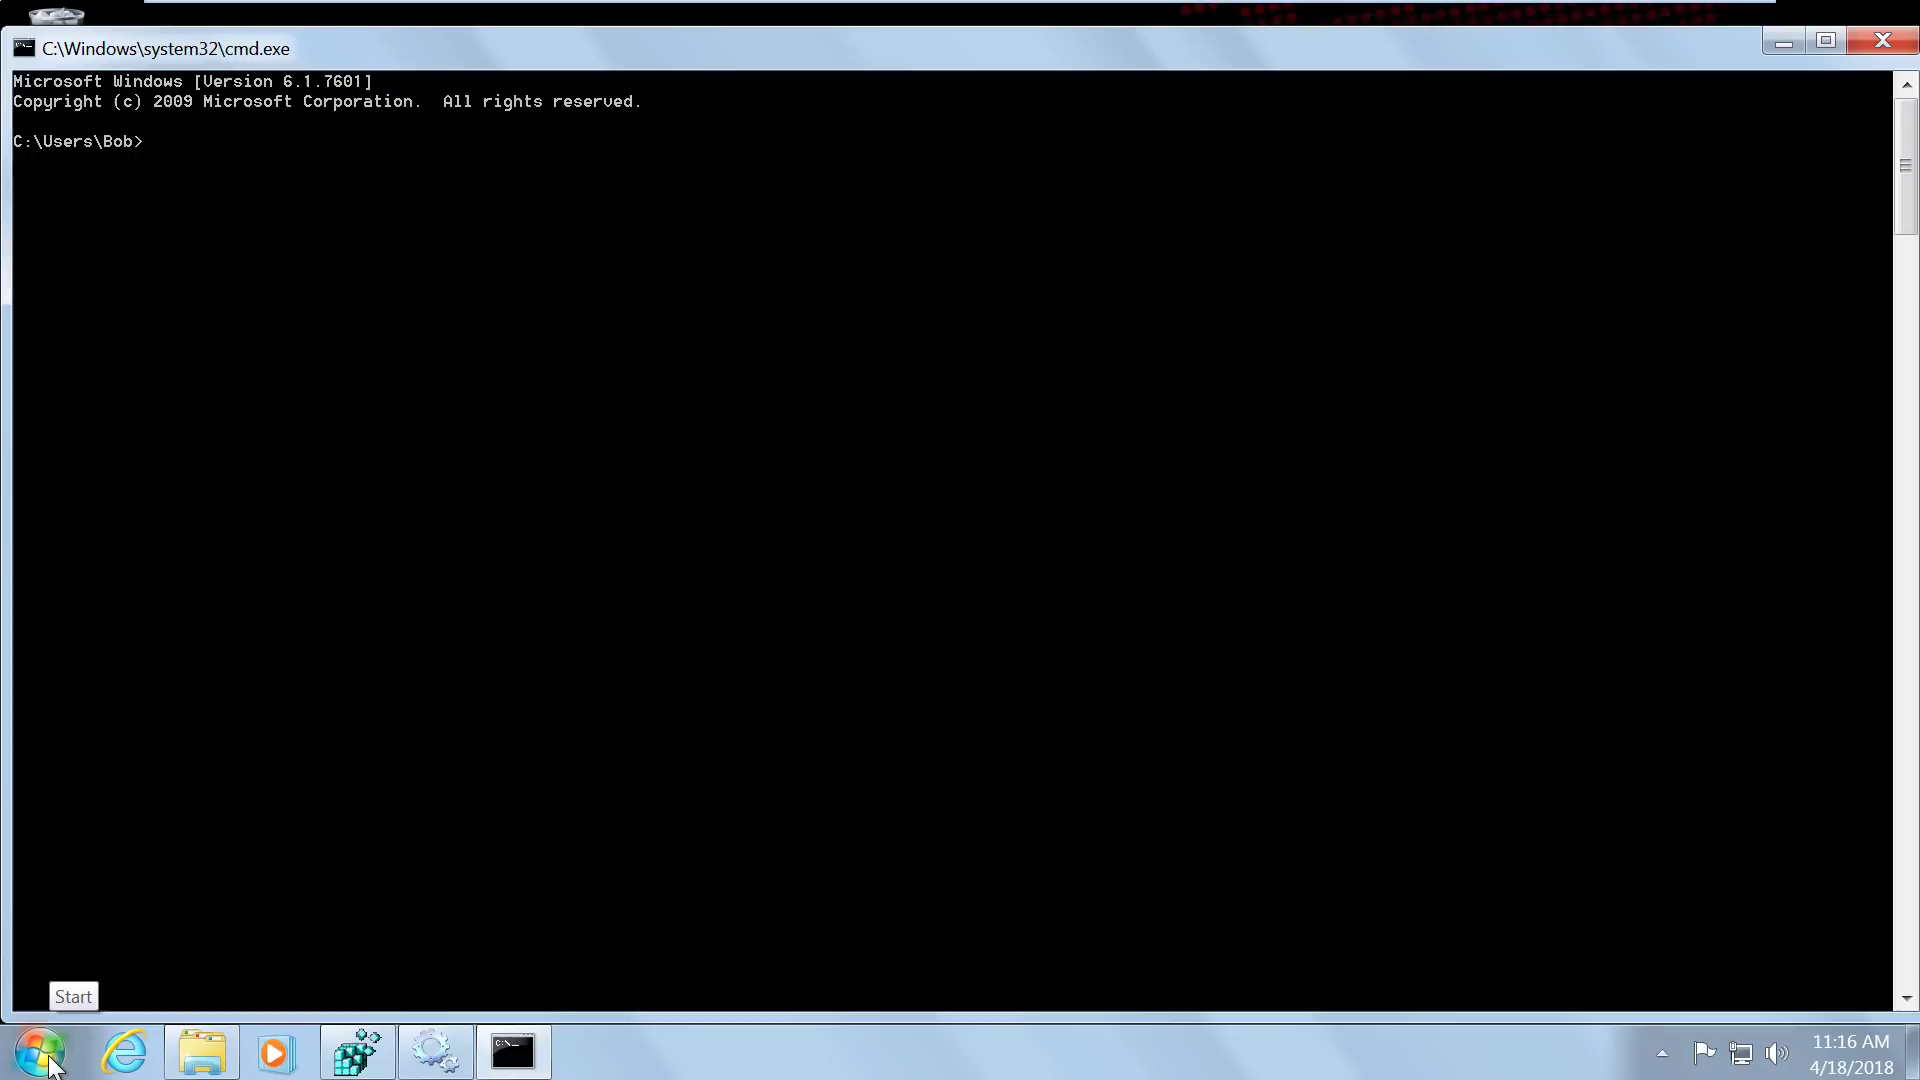 C:\Windows\system32\cmd.exe
Microsoft Windows [Version 6.1.7601]
Copyright (c) 2009 Microsoft Corporation.  All rights reserved.
C:\Users\Bob>
Start
C:\_
11:16 AM
4/18/2018